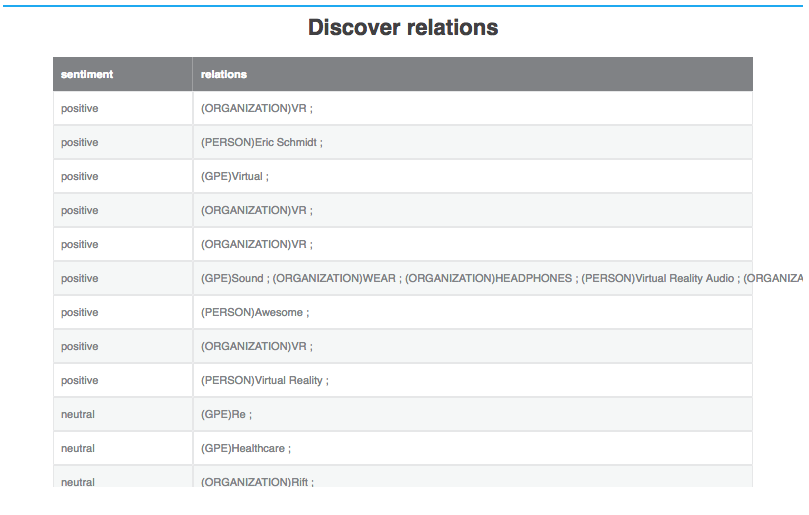 Discover relations
sentiment relations
positive (ORGANIZATION)VR ;
positive (PERSON)Eric Schmidt ;
positive (GPE)Virtual ;
positive (ORGANIZATION)VR ;
positive (ORGANIZATION)VR ;
positive (GPE)Sound ; (ORGANIZATION)WEAR ; (ORGANIZATION)HEADPHONES ; (PERSON)Virtual Reality Audio ; (ORGANIZA
positive (PERSON)Awesome ;
positive (ORGANIZATION)VR ;
positive (PERSON)Virtual Reality ;
neutral (GPE)Re ;
neutral (GPE)Healthcare ;
neutral (ORGANIZATION)Rift ;